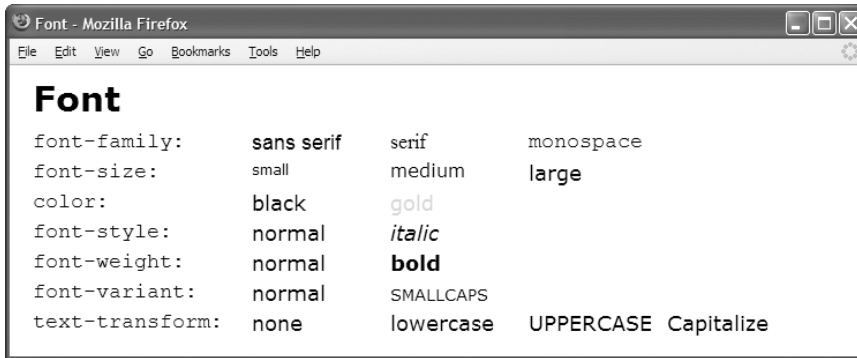 Font - Mozilla Firefox
File Edit View Go Bookmarks Tools Help
Font
font-family: sans serif serif monospace
font-size: small medium large
color: black gold
font-style: normal italic
font-weight: normal bold
font-variant: normal SMALLCAPS
text-transform: none lowercase UPPERCASE Capitalize